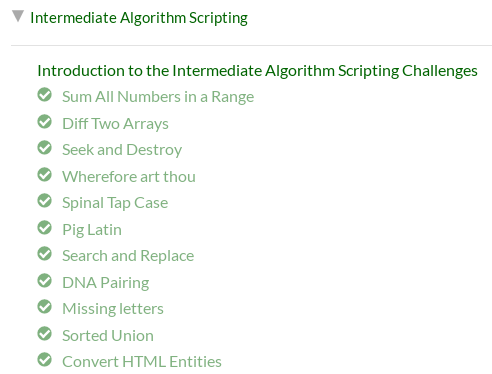 Intermediate Algorithm Scripting
Introduction to the Intermediate Algorithm Scripting Challenges
Sum All Numbers in a Range
Diff Two Arrays
Seek and Destroy
Wherefore art thou
Spinal Tap Case
Pig Latin
Search and Replace
DNA Pairing
Missing letters
Sorted Union
Convert HTML Entities